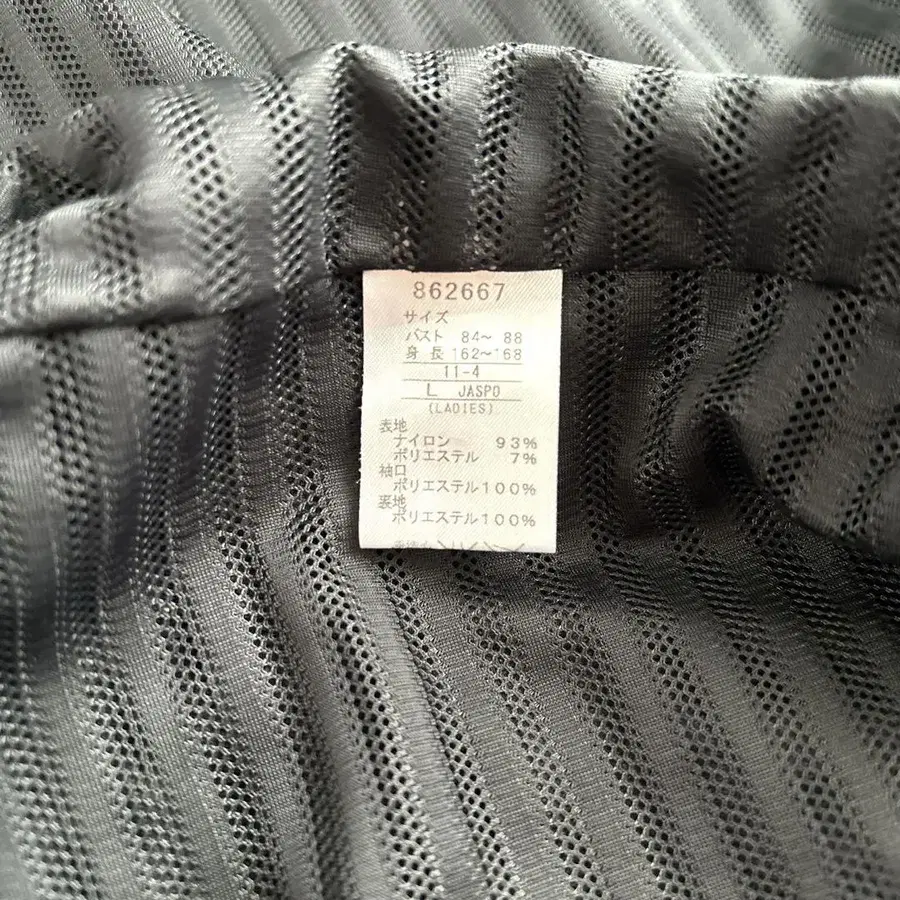 862667
サイズ
バスト 84～ 88
身 長 162～168
11-4
L JASPO
(LADIES)
表地
ナイロン 93%
ポリエステル 7%
袖口
ポリエステル100%
裏地
ポリエステル100%